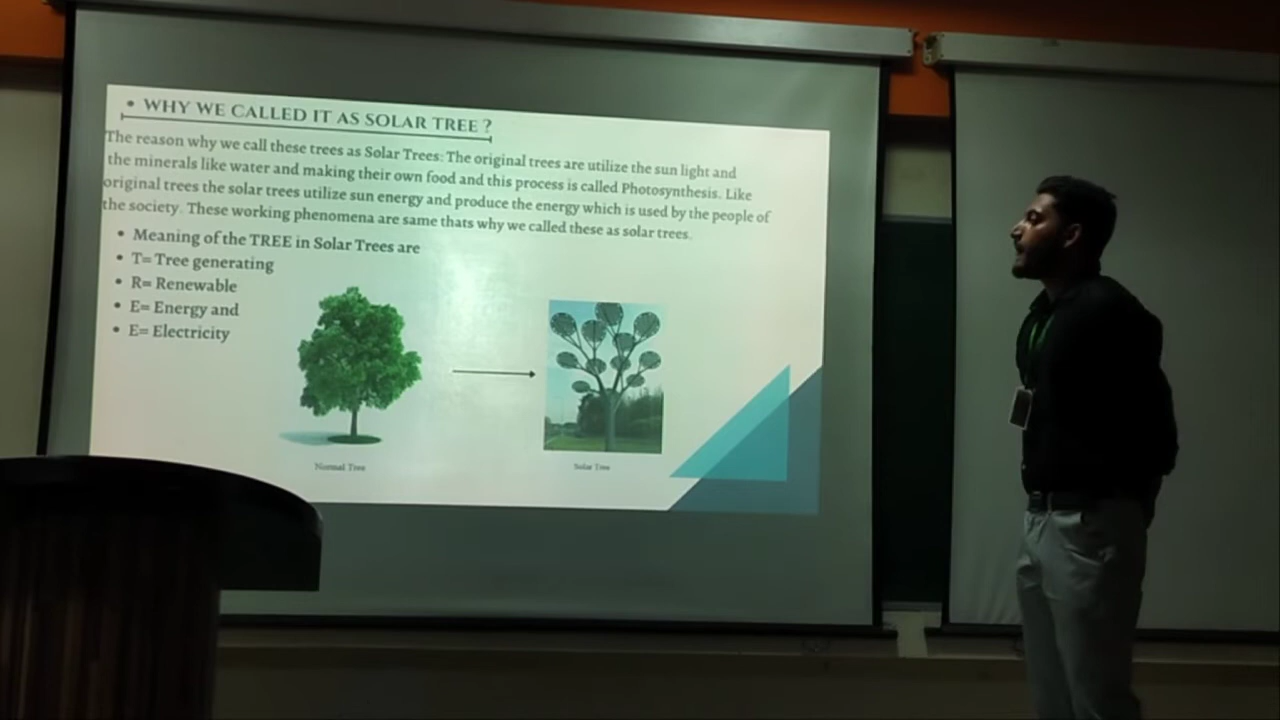 • WHY WE CALLED IT AS SOLAR TREE ?
The reason why we call these trees as Solar Trees: The original trees are utilize the sun light and
the minerals like water and making their own food and this process is called Photosynthesis. Like
original trees the solar trees utilize sun energy and produce the energy which is used by the people of
the society. These working phenomena are same thats why we called these as solar trees.
• Meaning of the TREE in Solar Trees are
• T= Tree generating
• R= Renewable
• E= Energy and
• E= Electricity
Normal Tree
Solar Tree